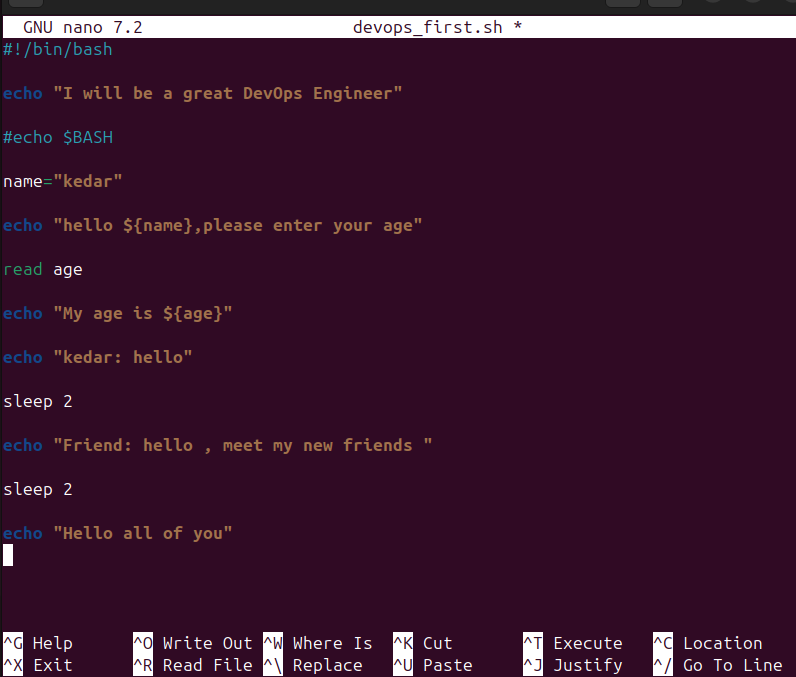 GNU nano 7.2 devops_first.sh *
#!/bin/bash
echo "I will be a great DevOps Engineer"
#echo $BASH
name="kedar"
echo "hello ${name},please enter your age"
read age
echo "My age is ${age}"
echo "kedar: hello"
sleep 2
echo "Friend: hello , meet my new friends "
sleep 2
echo "Hello all of you"
^G Help ^O Write Out ^W Where Is ^K Cut ^T Execute ^C Location
^X Exit ^R Read File ^\ Replace ^U Paste ^J Justify ^/ Go To Line